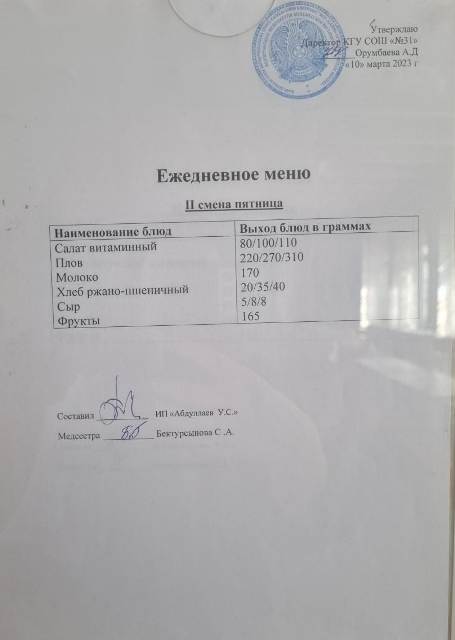 Утверждаю
Директор КГУ СОШ «№31»
Орумбаева А.Д
«10» марта 2023 г
Ежедневное меню
II смена пятница
Наименование блюд Выход блюд в граммах
Салат витаминный 80/100/110
Плов 220/270/310
Молоко 170
Хлеб ржано-пшеничный 20/35/40
Сыр 5/8/8
Фрукты 165
Составил ИП «Абдуллаев У.С.»
Медсестра Бектурсынова С .А.